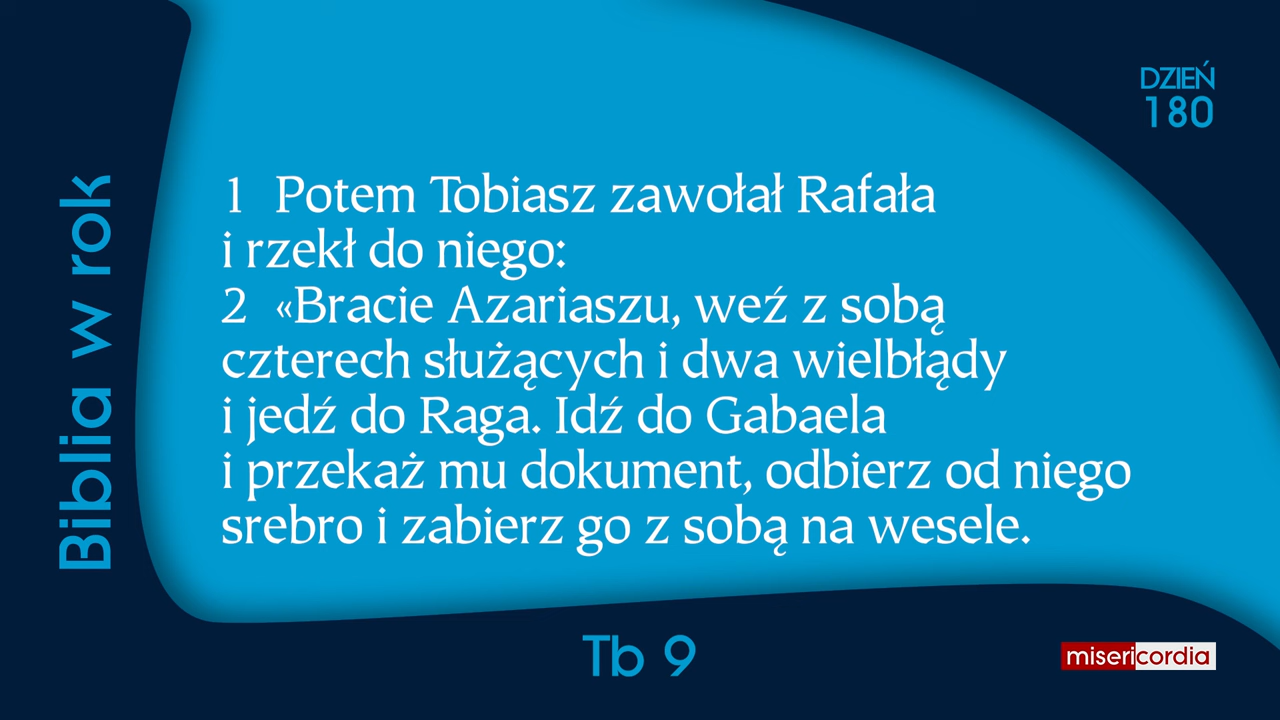 DZIEŃ
180
Biblia w rok
1 Potem Tobiasz zawołał Rafała
i rzekł do niego:
2 «Bracie Azariaszu, weź z sobą
czterech służących i dwa wielbłądy
i jedź do Raga. Idź do Gabaela
i przekaż mu dokument, odbierz od niego
srebro i zabierz go z sobą na wesele.
Tb 9
misericordia